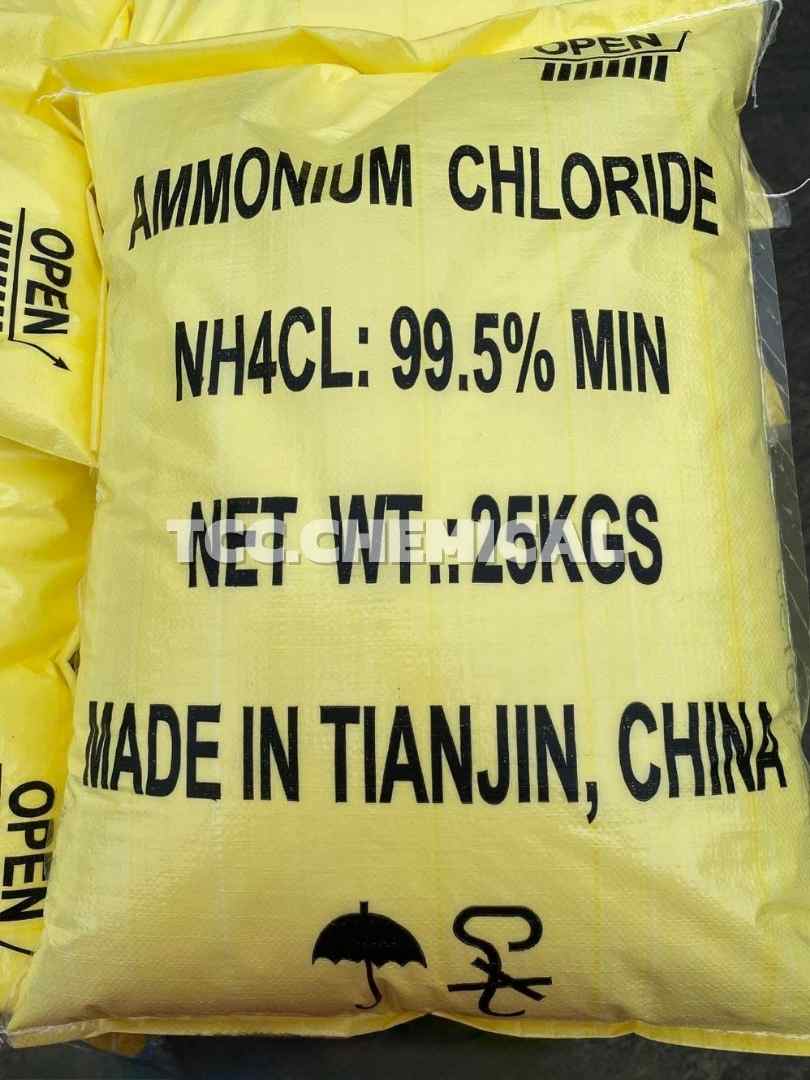 OPEN
AMMONIUM CHLORIDE
OPEN
NH4CL: 99.5% MIN
NET WT.: 25KGS
TCC.CHEMICAL
MADE IN TIANJIN, CHINA
OPEN